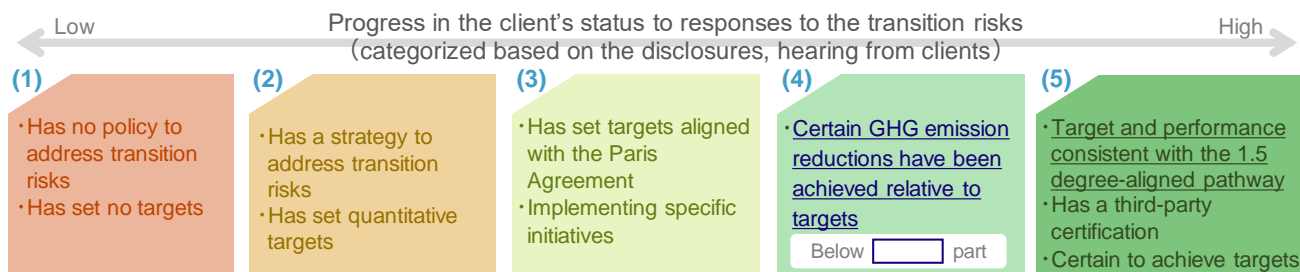 Low
Progress in the client's status to responses to the transition risks
(categorized based on the disclosures, hearing from clients)
High
(1)
・Has no policy to
address transition
risks
・Has set no targets
(2)
・Has a strategy to
address transition
risks
・Has set quantitative
targets
(3)
・Has set targets aligned
with the Paris
Agreement
・Implementing specific
initiatives
(4)
・Certain GHG emission
reductions have been
achieved relative to
targets
Below part
(5)
・Target and performance
consistent with the 1.5
degree-aligned pathway
・Has a third-party
certification
・Certain to achieve targets